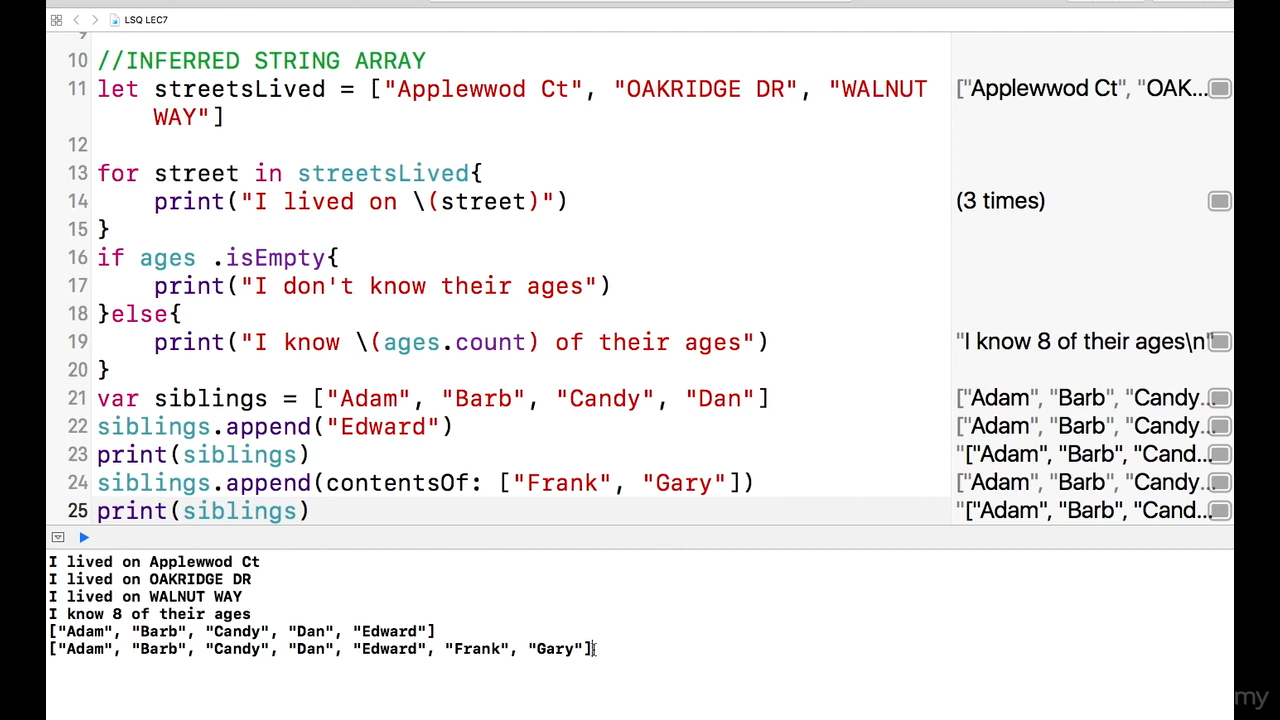 LSQ LEC7
9
10 //INFERRED STRING ARRAY
11 let streetsLived = ["Applewwod Ct", "OAKRIDGE DR", "WALNUT ["Applewwod Ct", "OAK...
WAY"]
12
13 for street in streetsLived{
14 print("I lived on \(street)") (3 times)
15 }
16 if ages .isEmpty{
17 print("I don't know their ages")
18 }else{
19 print("I know \(ages.count) of their ages") "I know 8 of their ages\n"
20 }
21 var siblings = ["Adam", "Barb", "Candy", "Dan"] ["Adam", "Barb", "Candy...
22 siblings.append("Edward") ["Adam", "Barb", "Candy...
23 print(siblings) "["Adam", "Barb", "Cand...
24 siblings.append(contentsOf: ["Frank", "Gary"]) ["Adam", "Barb", "Candy...
25 print(siblings) "["Adam", "Barb", "Cand...
I lived on Applewwod Ct
I lived on OAKRIDGE DR
I lived on WALNUT WAY
I know 8 of their ages
["Adam", "Barb", "Candy", "Dan", "Edward"]
["Adam", "Barb", "Candy", "Dan", "Edward", "Frank", "Gary"]
my